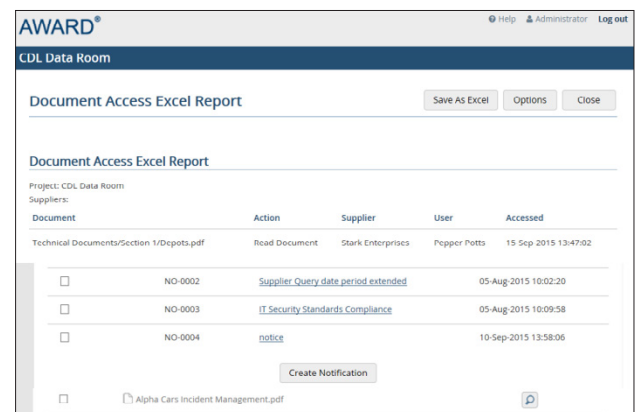 AWARD®
Help Administrator Log out
CDL Data Room
Document Access Excel Report
Save As Excel Options Close
Document Access Excel Report
Project: CDL Data Room
Suppliers:
Document Action Supplier User Accessed
Technical Documents/Section 1/Depots.pdf Read Document Stark Enterprises Pepper Potts 15 Sep 2015 13:47:02
NO-0002 Supplier Query date period extended 05-Aug-2015 10:02:20
NO-0003 IT Security Standards Compliance 05-Aug-2015 10:09:58
NO-0004 notice 10-Sep-2015 13:58:06
Create Notification
Alpha Cars Incident Management.pdf